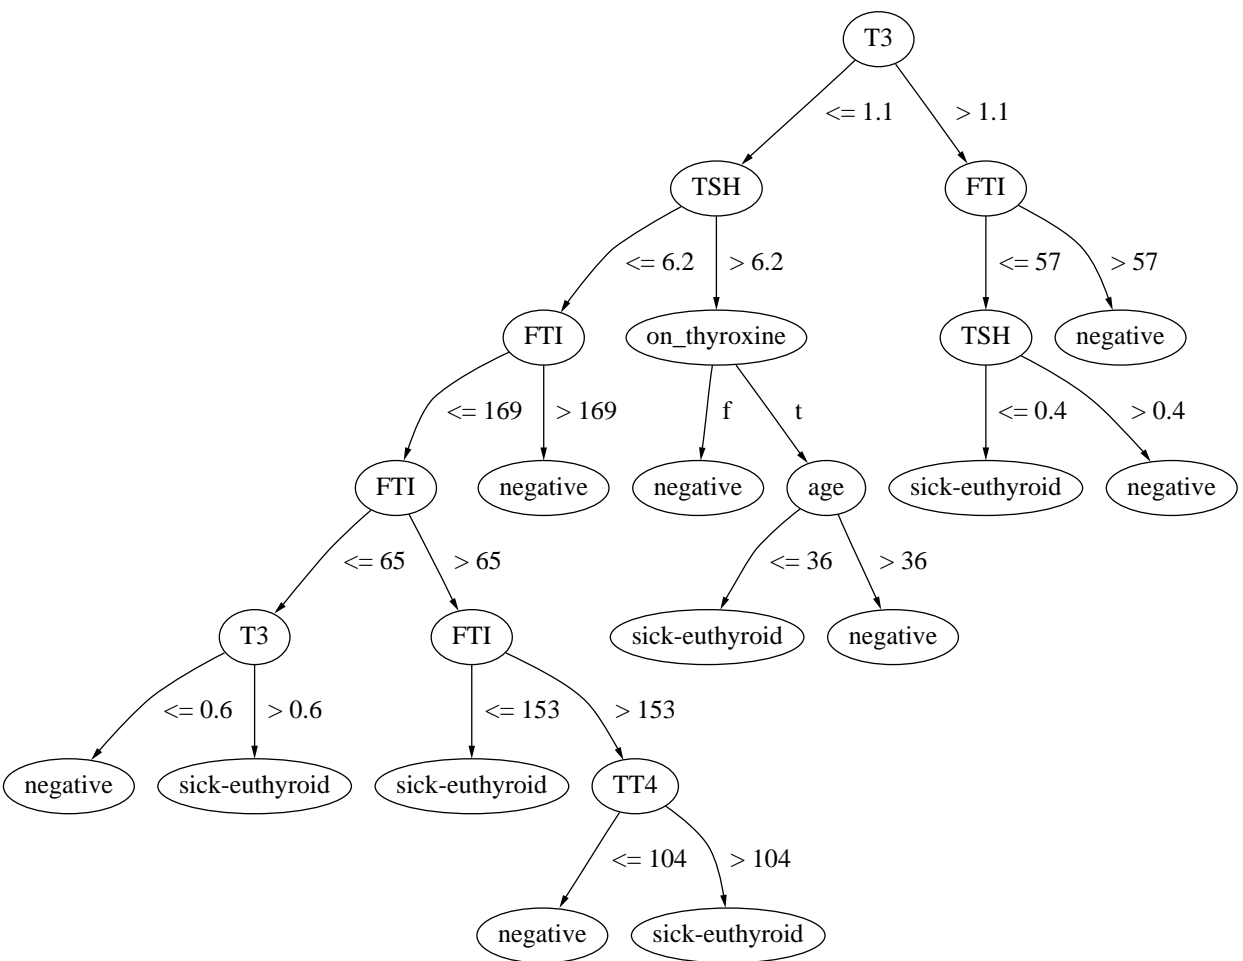 T3
<= 1.1
> 1.1
TSH
FTI
<= 6.2
> 6.2
<= 57
> 57
FTI
on_thyroxine
TSH
negative
<= 169
> 169
f
t
<= 0.4
> 0.4
FTI
negative
negative
age
sick-euthyroid
negative
<= 65
> 65
<= 36
> 36
T3
FTI
sick-euthyroid
negative
<= 0.6
> 0.6
<= 153
> 153
negative
sick-euthyroid
sick-euthyroid
TT4
<= 104
> 104
negative
sick-euthyroid